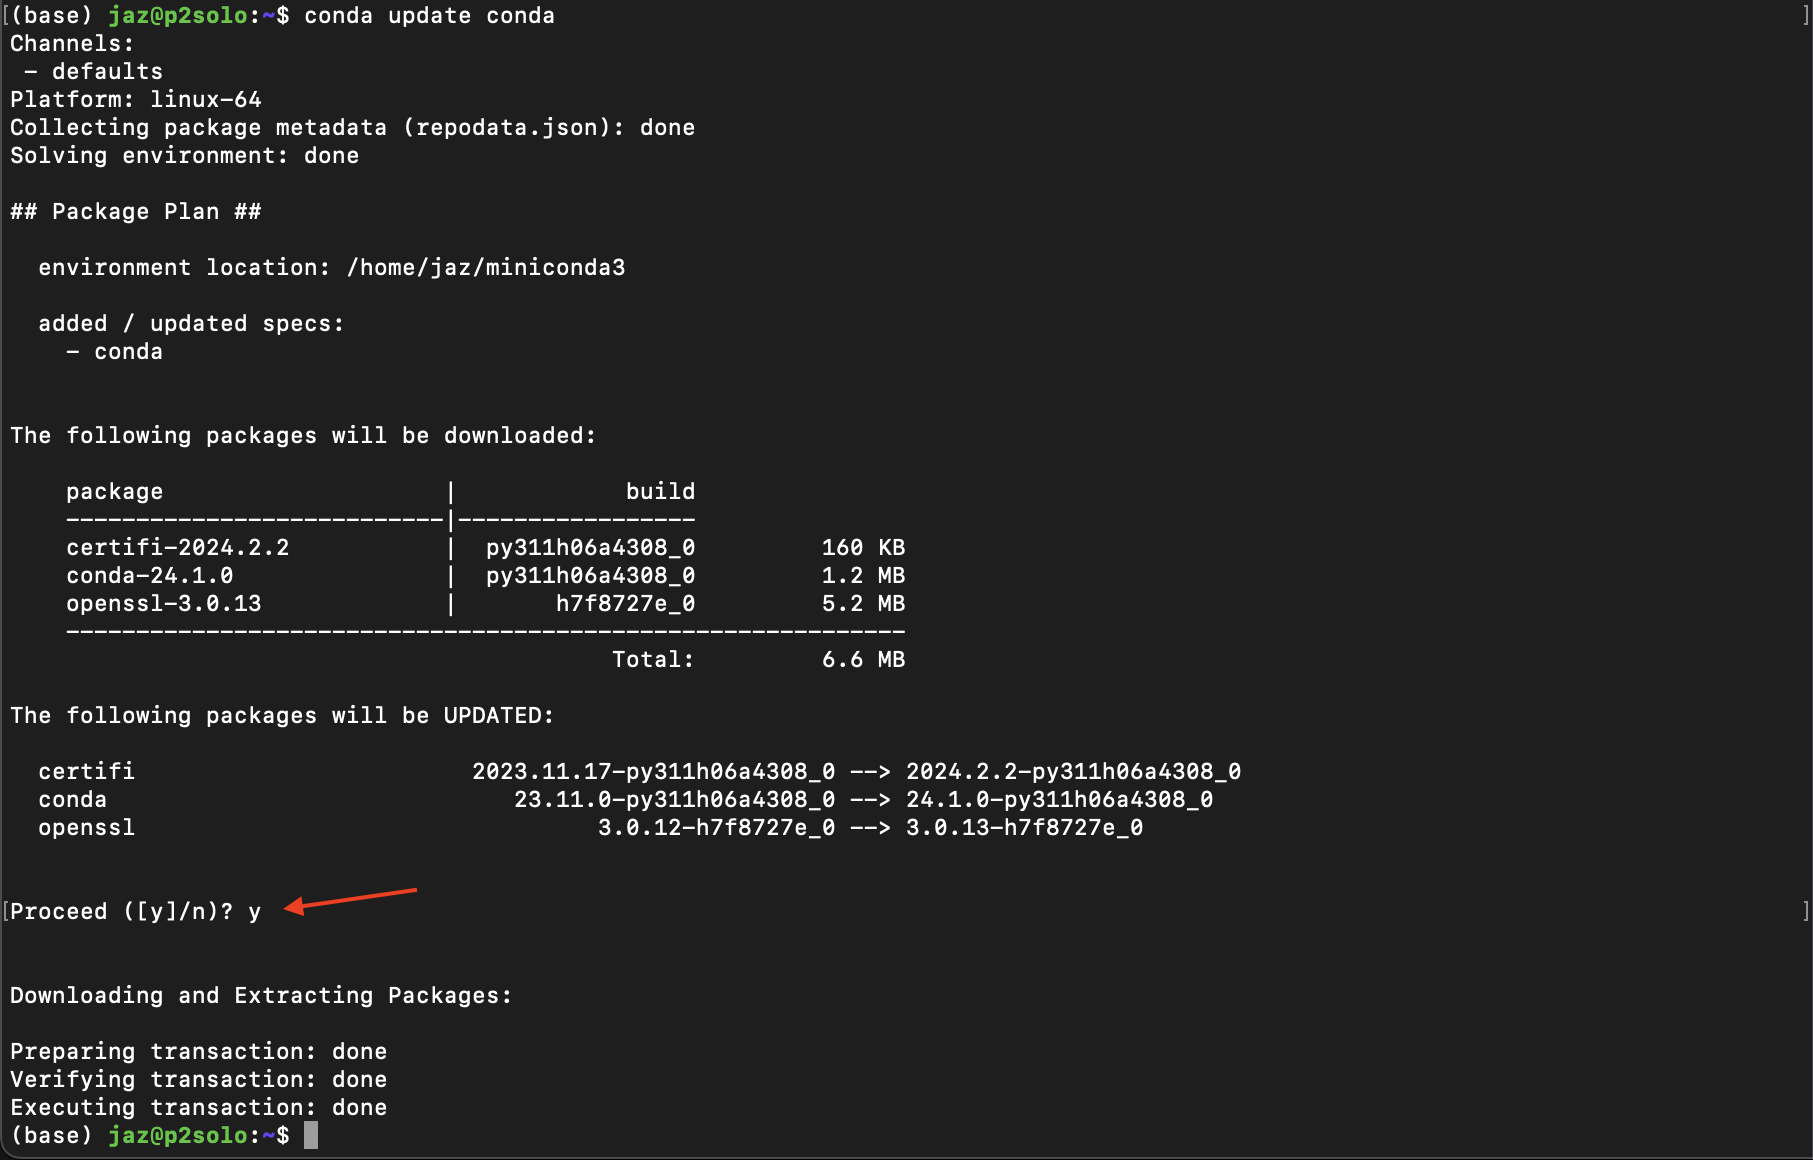 [(base) jaz@p2solo:~$ conda update conda ]
Channels:
 - defaults
Platform: linux-64
Collecting package metadata (repodata.json): done
Solving environment: done

## Package Plan ##

  environment location: /home/jaz/miniconda3

  added / updated specs:
    - conda


The following packages will be downloaded:

    package                    |            build
    ---------------------------|-----------------
    certifi-2024.2.2           |  py311h06a4308_0         160 KB
    conda-24.1.0               |  py311h06a4308_0         1.2 MB
    openssl-3.0.13             |       h7f8727e_0         5.2 MB
    ------------------------------------------------------------
                                           Total:         6.6 MB

The following packages will be UPDATED:

  certifi                        2023.11.17-py311h06a4308_0 --> 2024.2.2-py311h06a4308_0
  conda                             23.11.0-py311h06a4308_0 --> 24.1.0-py311h06a4308_0
  openssl                                 3.0.12-h7f8727e_0 --> 3.0.13-h7f8727e_0


[Proceed ([y]/n)? y ]


Downloading and Extracting Packages:

Preparing transaction: done
Verifying transaction: done
Executing transaction: done
(base) jaz@p2solo:~$